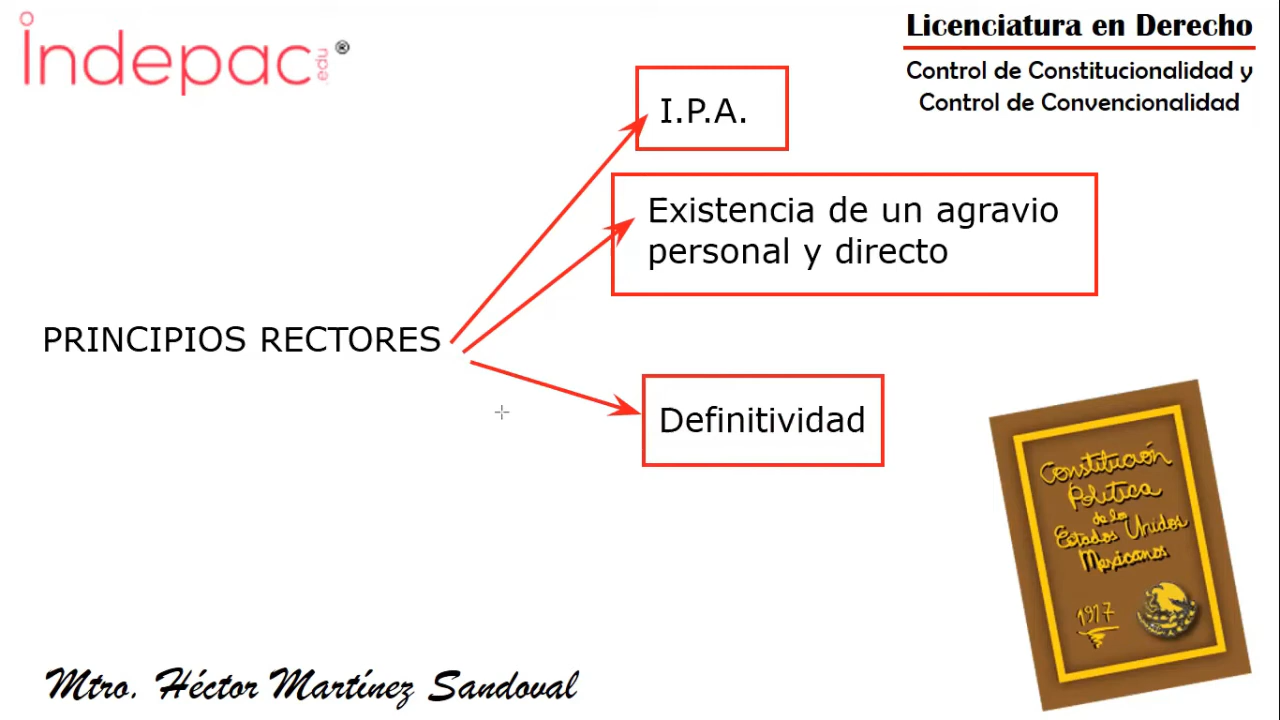 indepac.edu®
Licenciatura en Derecho
Control de Constitucionalidad y
Control de Convencionalidad
I.P.A.
Existencia de un agravio
personal y directo
PRINCIPIOS RECTORES
Definitividad
Constitución
Política
de los
Estados Unidos
Mexicanos
1917
Mtro. Héctor Martínez Sandoval